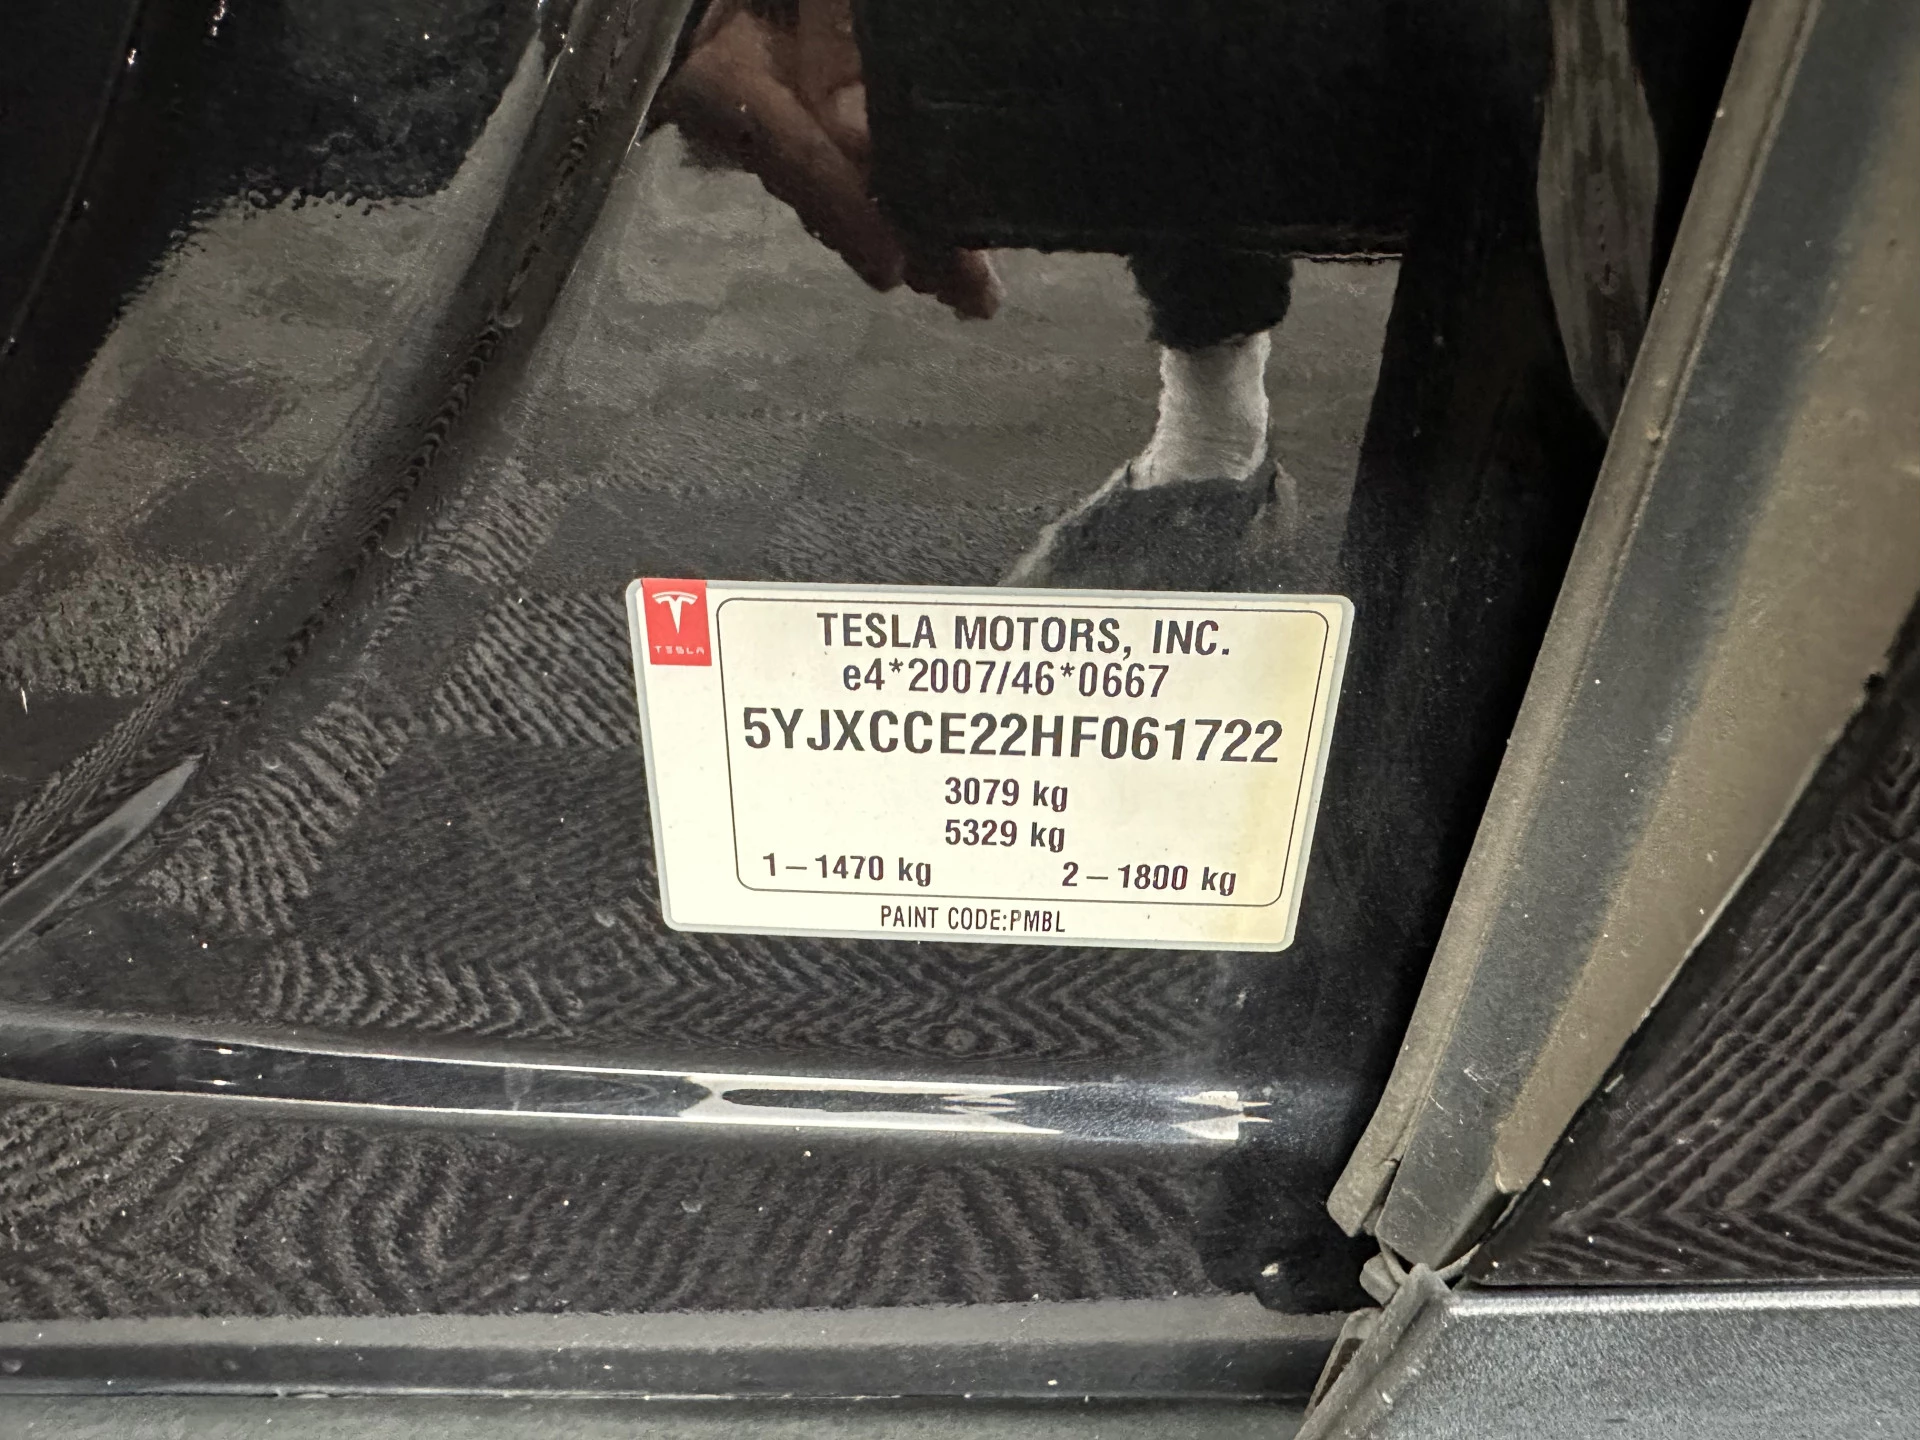 TESLA
TESLA MOTORS, INC.
e4*2007/46*0667
5YJXCCE22HF061722
3079 kg
5329 kg
1–1470 kg 2–1800 kg
PAINT CODE:PMBL